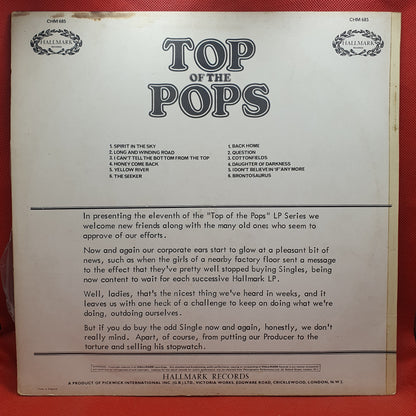 CHM 685
CHM 685
HALLMARK
RECORDS
HALLMARK
RECORDS
TOP
OF THE
POPS
1. SPIRIT IN THE SKY
2. LONG AND WINDING ROAD
3. I CAN'T TELL THE BOTTOM FROM THE TOP
4. HONEY COME BACK
5. YELLOW RIVER
6. THE SEEKER
1. BACK HOME
2. QUESTION
3. COTTONFIELDS
4. DAUGHTER OF DARKNESS
5. I DON'T BELIEVE IN 'IF' ANY MORE
6. BRONTOSAURUS
In presenting the eleventh of the "Top of the Pops" LP Series we
welcome new friends along with the many old ones who seem to
approve of our efforts.
Now and again our corporate ears start to glow at a pleasant bit of
news, such as when the girls of a nearby factory floor sent a message
to the effect that they've pretty well stopped buying Singles, being
now content to wait for each successive Hallmark LP.
Well, ladies, that's the nicest thing we've heard in weeks, and it
leaves us with one heck of a challenge to keep on doing what we're
doing, outdoing ourselves.
But if you do buy the odd Single now and again, honestly, we don't
really mind. Apart, of course, from putting our Producer to the
torture and selling his stopwatch.
HALLMARK RECORDS
A PRODUCT OF PICKWICK INTERNATIONAL INC (G.B.) LTD., VICTORIA WORKS, EDGWARE ROAD, CRICKLEWOOD, LONDON, N.W.2.